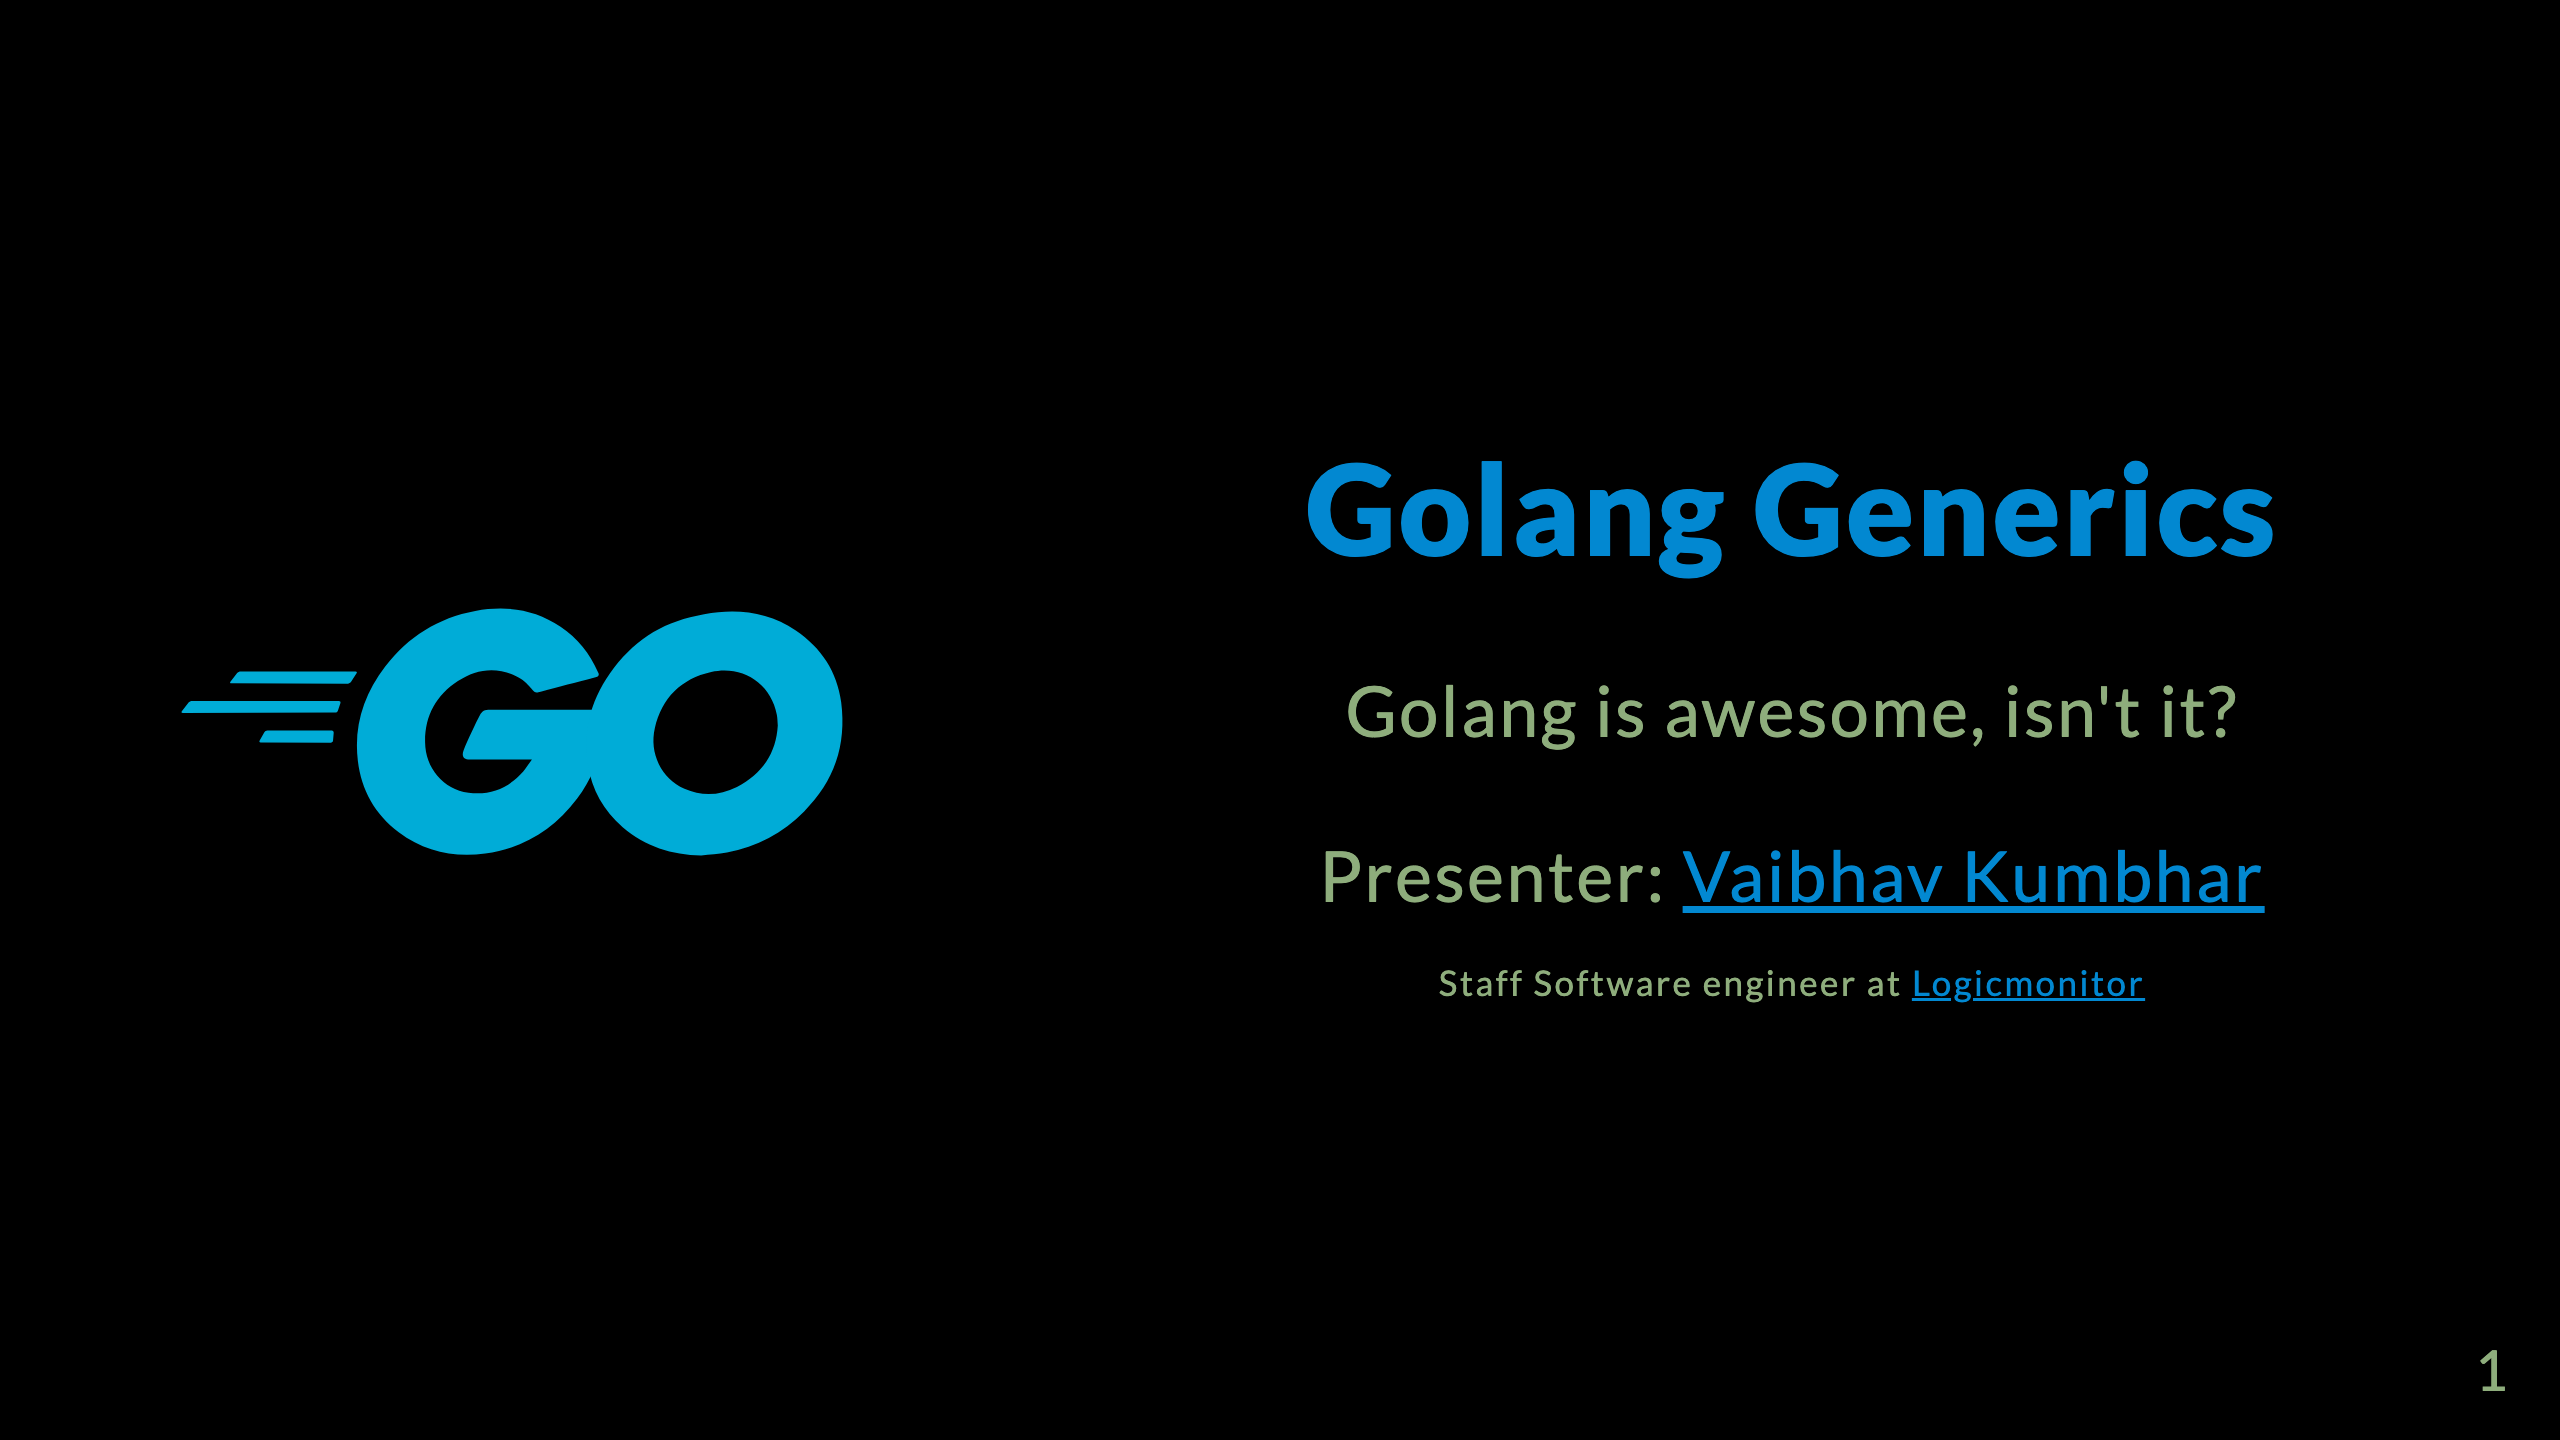 GO
Golang Generics
Golang is awesome, isn't it?
Presenter: Vaibhav Kumbhar
Staff Software engineer at Logicmonitor
1